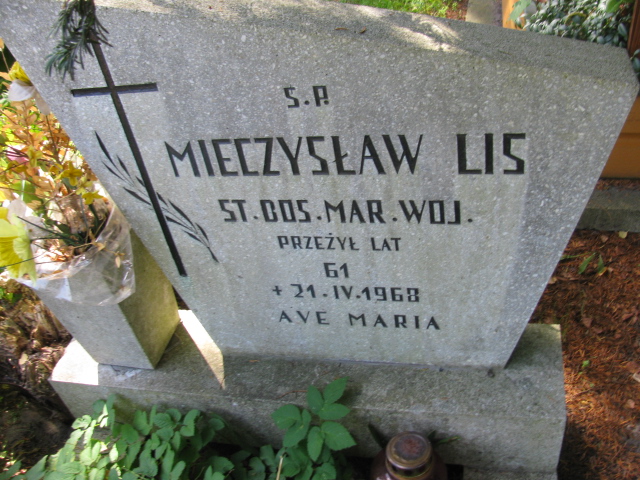 Ś.P.
MIECZYSŁAW LIS
ST.BOS.MAR.WOJ.
PRZEŻYŁ LAT
61
+ 21.IV.1968
AVE MARIA